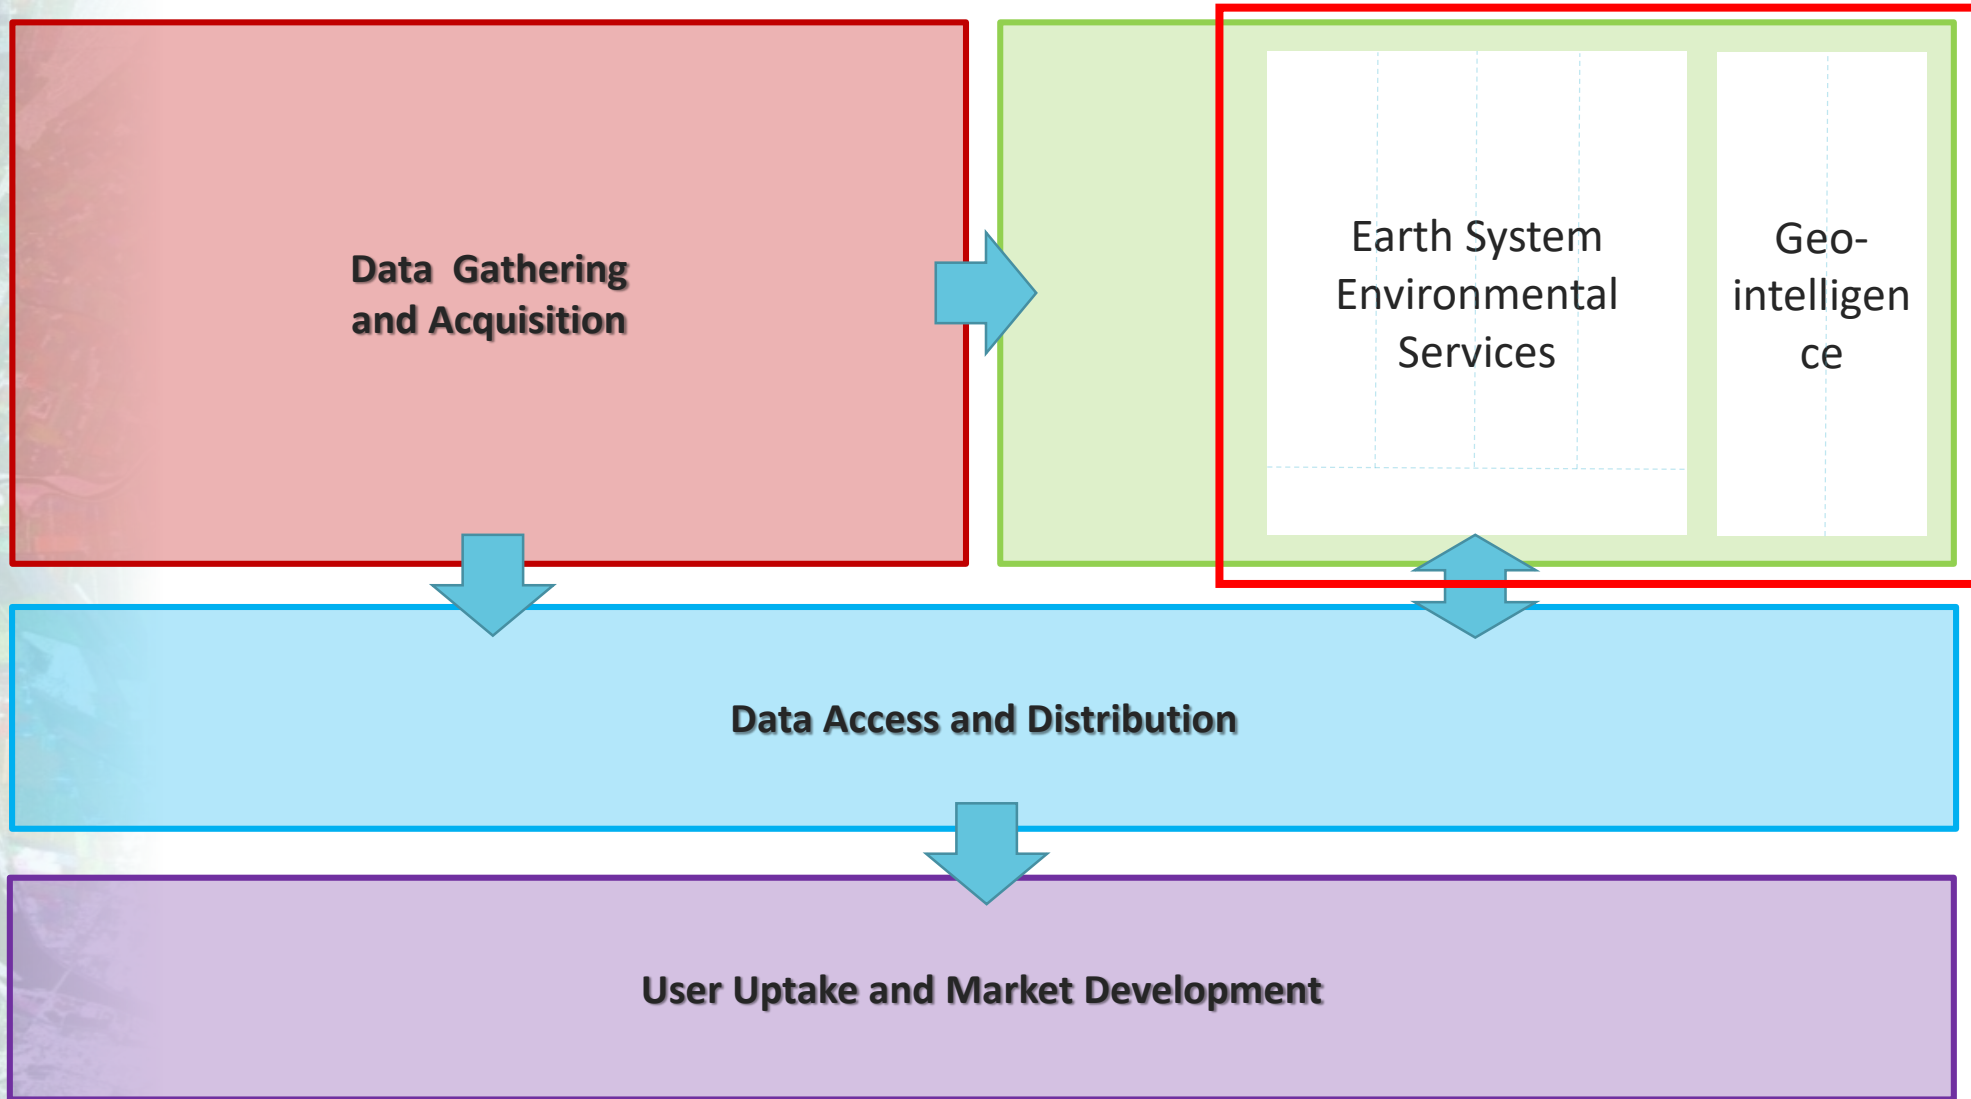 Data  Gathering
and Acquisition
Earth System
Environmental
Services
Geo-
intelligen
ce
Data Access and Distribution
User Uptake and Market Development